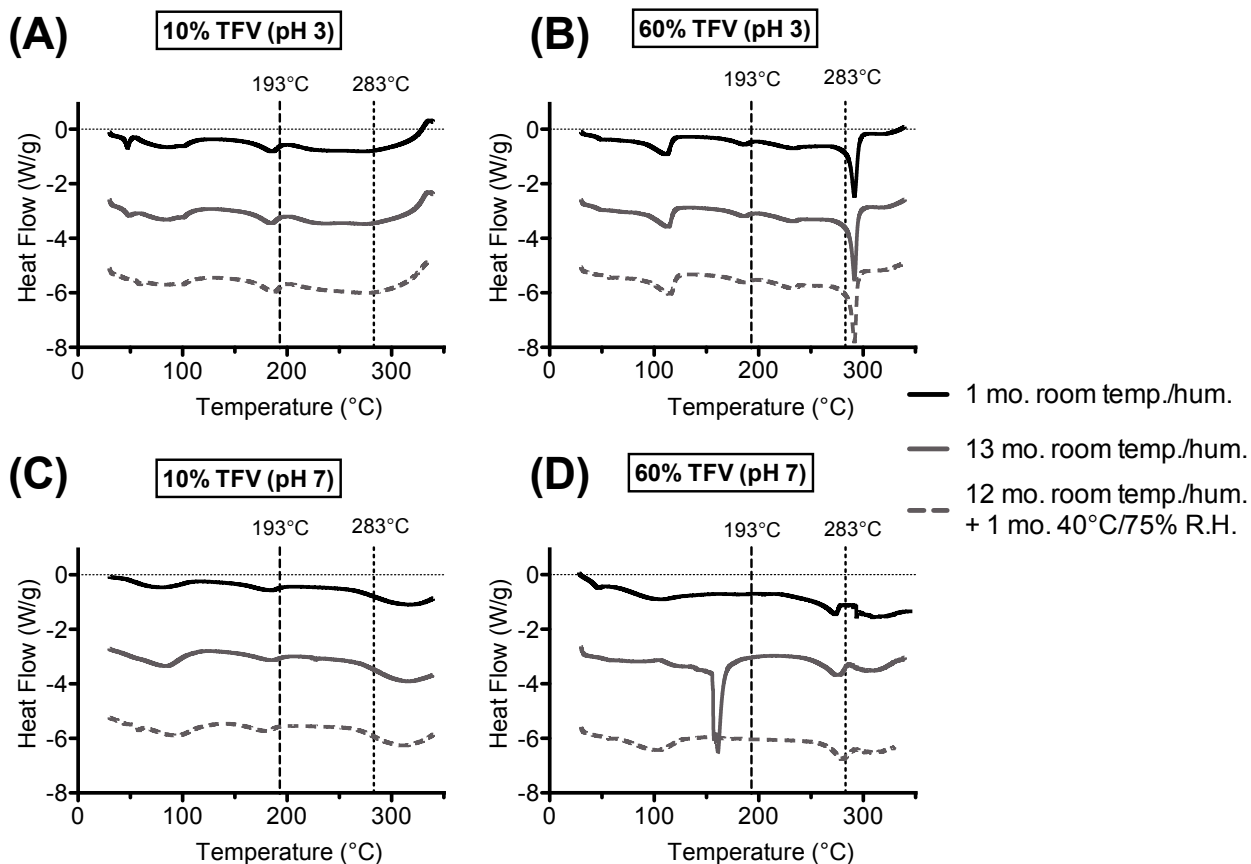 (A)
10% TFV (pH 3)
193°C
283°C
0
-2
-4
-6
-8
Heat Flow (W/g)
0
100
200
300
Temperature (°C)
(B)
60% TFV (pH 3)
193°C
283°C
0
-2
-4
-6
-8
Heat Flow (W/g)
0
100
200
300
Temperature (°C)
1 mo. room temp./hum.
13 mo. room temp./hum.
12 mo. room temp./hum.
+ 1 mo. 40°C/75% R.H.
(C)
10% TFV (pH 7)
193°C
283°C
0
-2
-4
-6
-8
Heat Flow (W/g)
0
100
200
300
Temperature (°C)
(D)
60% TFV (pH 7)
193°C
283°C
0
-2
-4
-6
-8
Heat Flow (W/g)
0
100
200
300
Temperature (°C)